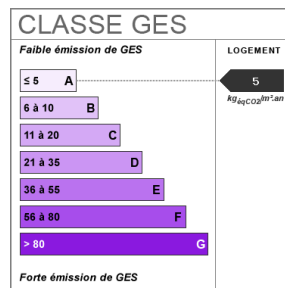 CLASSE GES
Faible émission de GES
LOGEMENT
≤ 5 A
5
kgéqCO2/m².an
6 à 10 B
11 à 20 C
21 à 35 D
36 à 55 E
56 à 80 F
> 80 G
Forte émission de GES